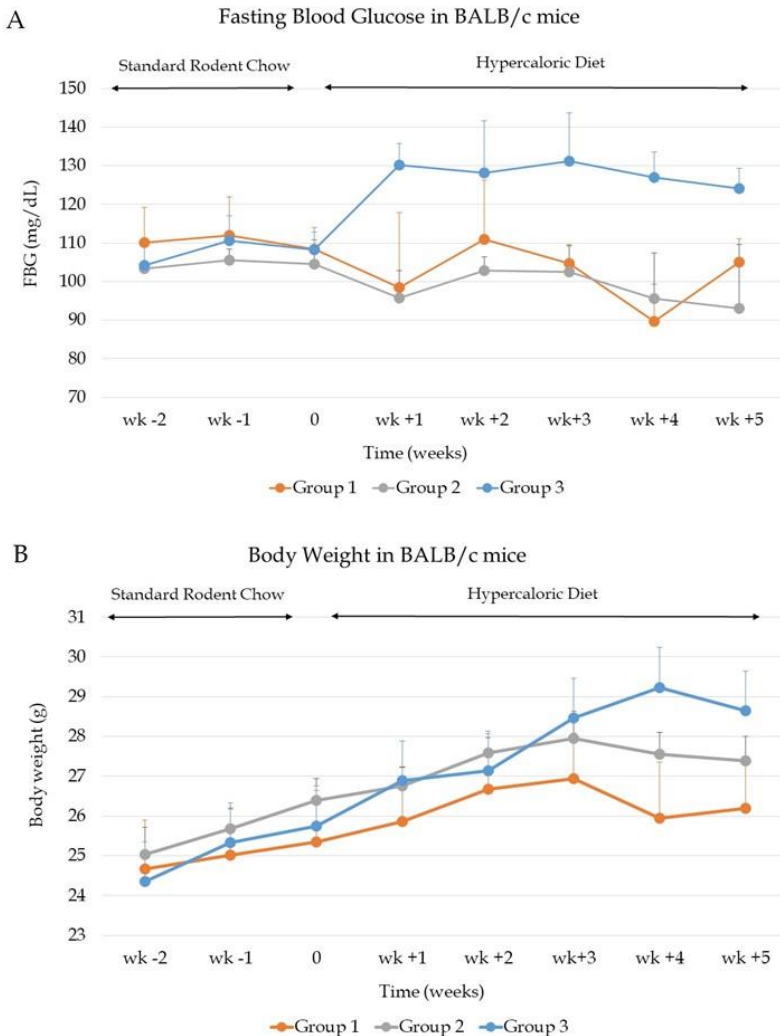 A
Fasting Blood Glucose in BALB/c mice
Standard Rodent Chow
Hypercaloric Diet
150
140
130
120
110
100
90
80
70
FBG (mg/dL)
wk -2 wk -1 0 wk +1 wk +2 wk+3 wk +4 wk +5
Time (weeks)
Group 1 Group 2 Group 3
B
Body Weight in BALB/c mice
Standard Rodent Chow
Hypercaloric Diet
31
30
29
28
27
26
25
24
23
Body weight (g)
wk -2 wk -1 0 wk +1 wk +2 wk+3 wk +4 wk +5
Time (weeks)
Group 1 Group 2 Group 3